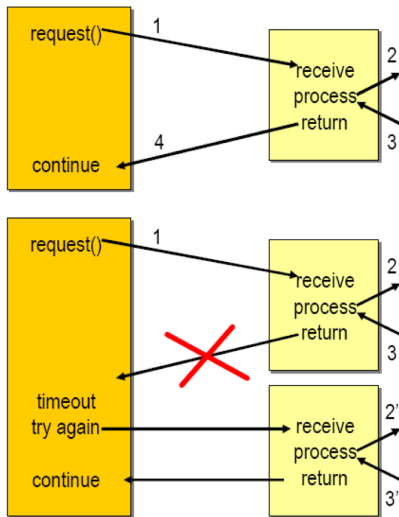 request()
1
receive
2
process
return
3
4
continue
request()
1
receive
2
process
return
3
timeout
try again
receive
2'
process
continue
return
3'